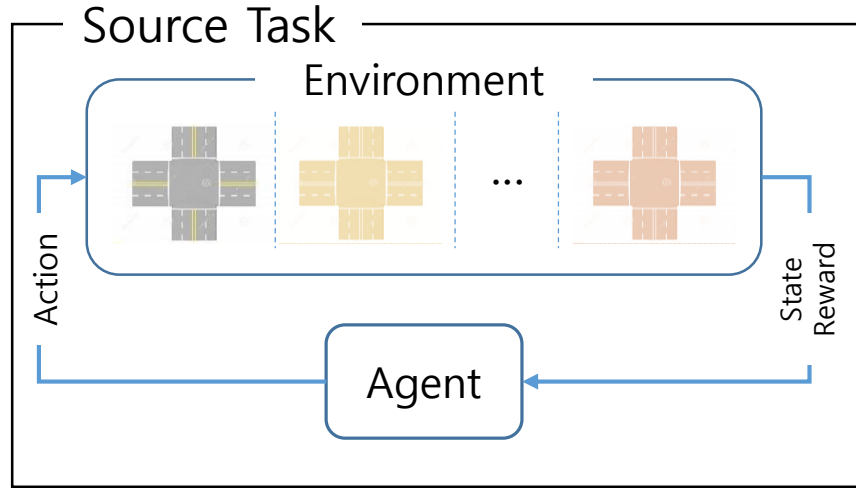 Source Task
Environment
...
Action
State
Reward
Agent